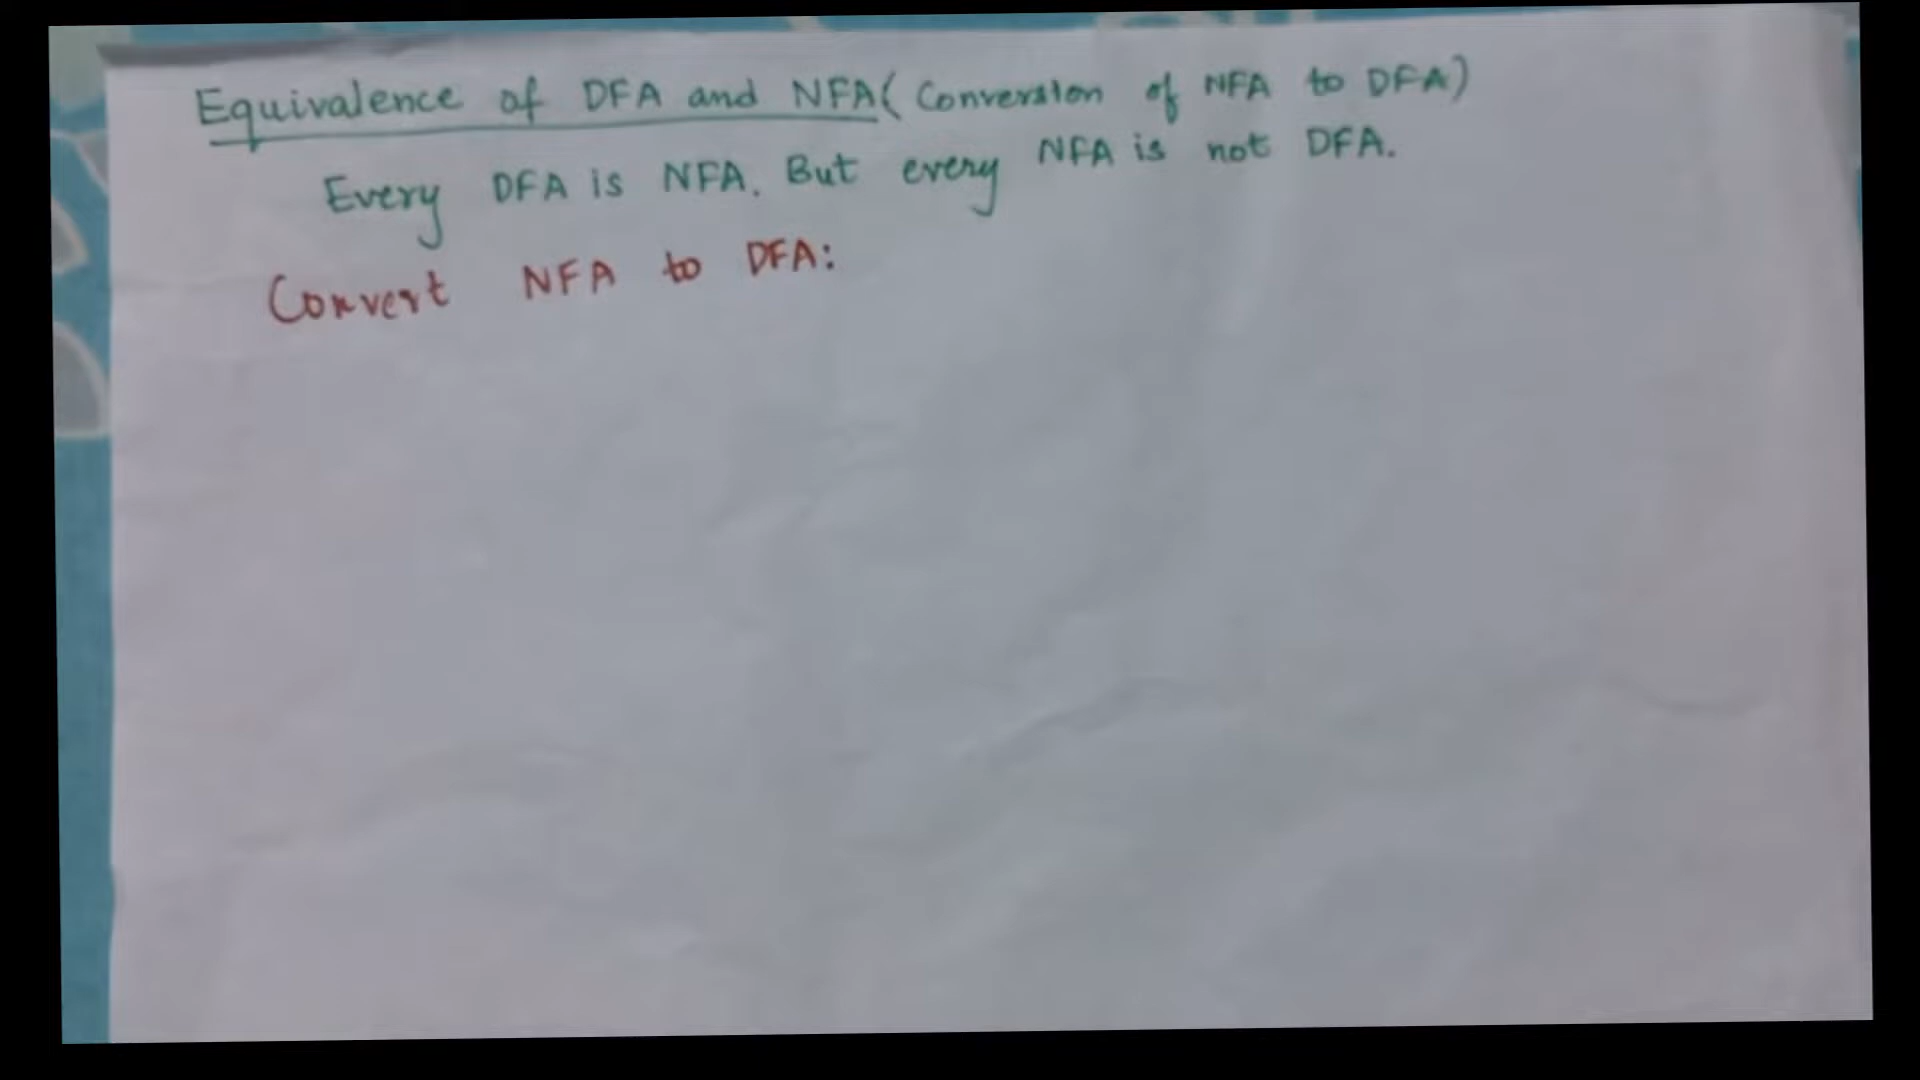 Equivalence of DFA and NFA( Conversion of NFA to DFA)
Every DFA is NFA. But every NFA is not DFA.
Convert NFA to DFA: